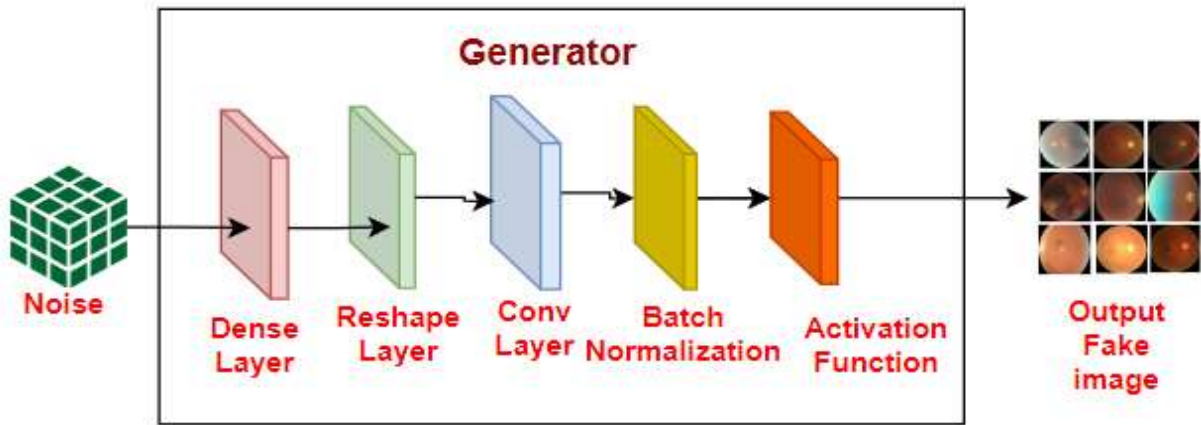 Generator
Noise
Dense
Layer
Reshape
Layer
Conv
Layer
Batch
Normalization
Activation
Function
Output
Fake
image